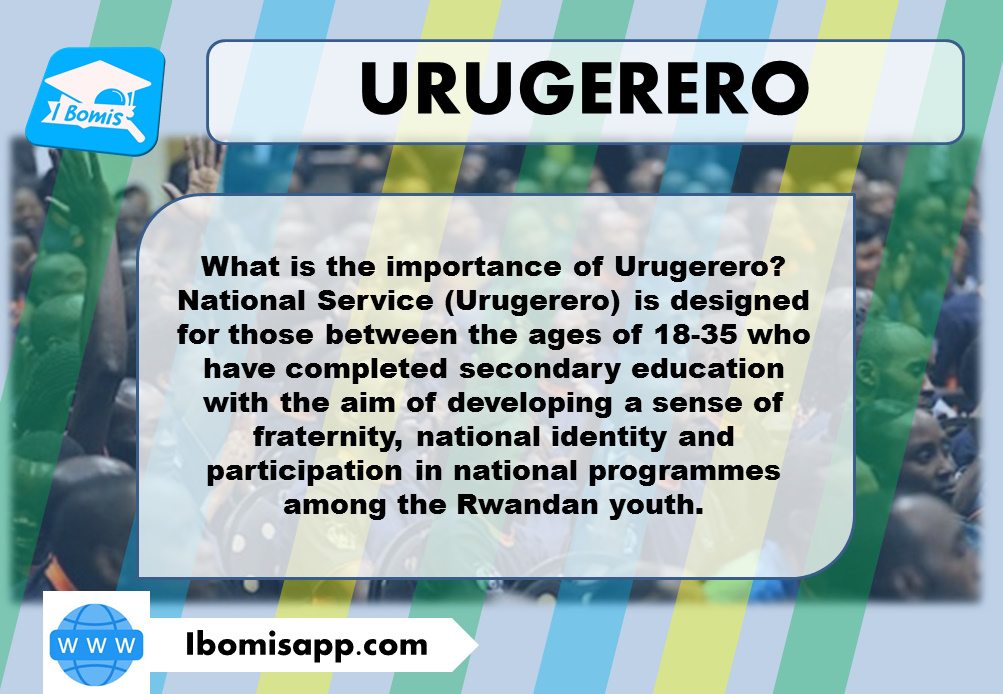 I Bomis
URUGERERO
What is the importance of Urugerero?
National Service (Urugerero) is designed
for those between the ages of 18-35 who
have completed secondary education
with the aim of developing a sense of
fraternity, national identity and
participation in national programmes
among the Rwandan youth.
WWW
Ibomisapp.com